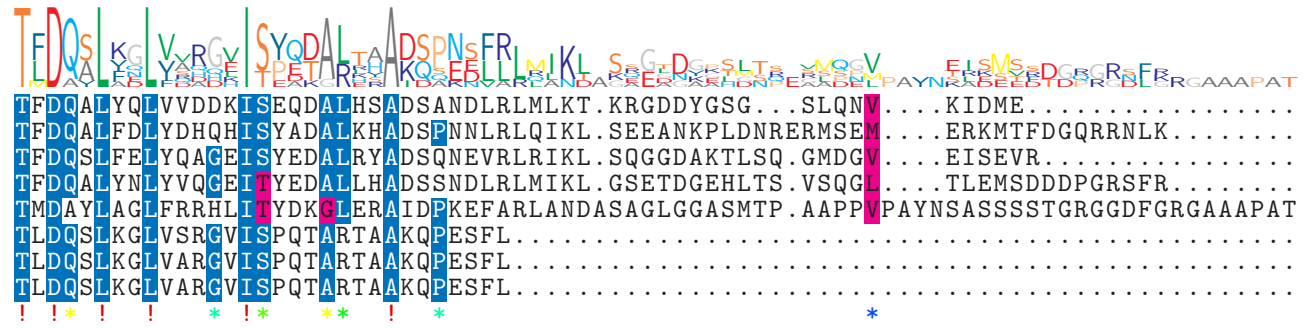 TFDQALYQLVVDDKISEQDALHSADSANDLRLMLKT.KRGDDYGSG...SLQNV....KIDME.................
TFDQALFDLYDHQHISYADALKHADSPNNLRLQIKL.SEEANKPLDNRERMSEM....ERKMTFDGQRRNLK........
TFDQSLFELYQAGEISYEDALRYADSQNEVRLRIKL.SQGGDAKTLSQ.GMDGV....EISEVR................
TFDQALYNLYVQGEITYEDALLHADSSNDLRLMIKL.GSETDGEHLTS.VSQGL....TLEMSDDDPGRSFR........
TMDAYLAGLFRRHLITYDKGLERAIDPKEFARLANDASAGLGGASMTP.AAPPVPAYNSASSSSTGRGGDFGRGAAAPAT
TLDQSLKGLVSRGVISPQTARTAAKQPESFL.................................................
TLDQSLKGLVARGVISPQTARTAAKQPESFL.................................................
TLDQSLKGLVARGVISPQTARTAAKQPESFL.................................................
! !* ! ! * !* ** ! * *